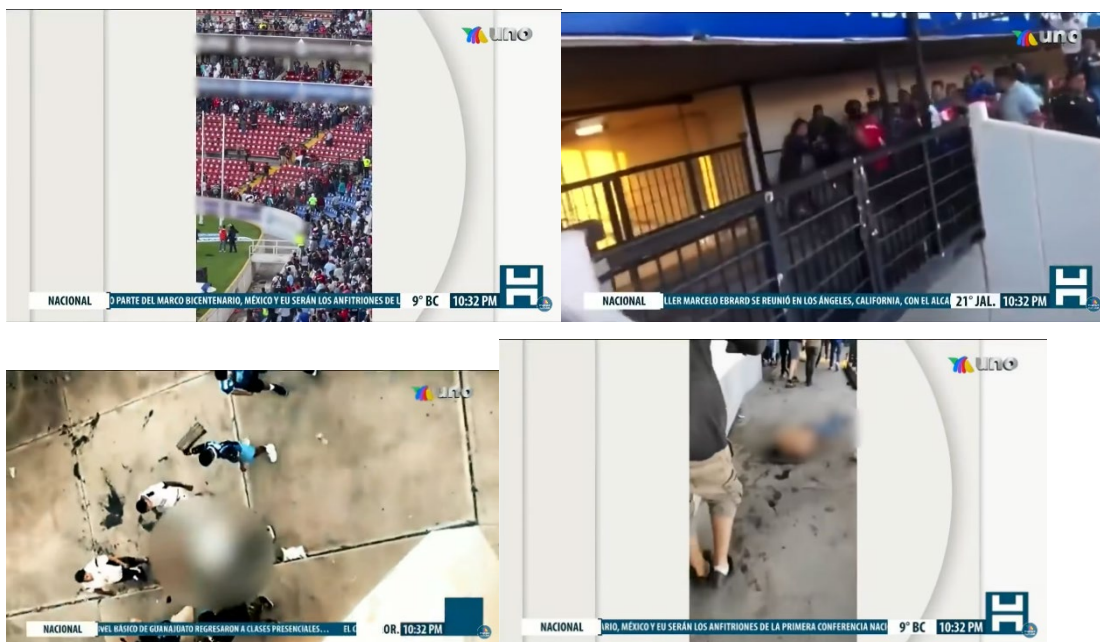 uno
NACIONAL
O PARTE DEL MARCO BICENTENARIO, MÉXICO Y EU SERÁN LOS ANFITRIONES DE L
9° BC
10:32 PM
H
uno
NACIONAL
LLER MARCELO EBRARD SE REUNIÓ EN LOS ÁNGELES, CALIFORNIA, CON EL ALCA
21° JAL.
10:32 PM
H
uno
NACIONAL
IVEL BÁSICO DE GUANAJUATO REGRESARON A CLASES PRESENCIALES... EL C
OR.
10:32 PM
uno
NACIONAL
ARIO, MÉXICO Y EU SERÁN LOS ANFITRIONES DE LA PRIMERA CONFERENCIA NACI
9° BC
10:32 PM
H